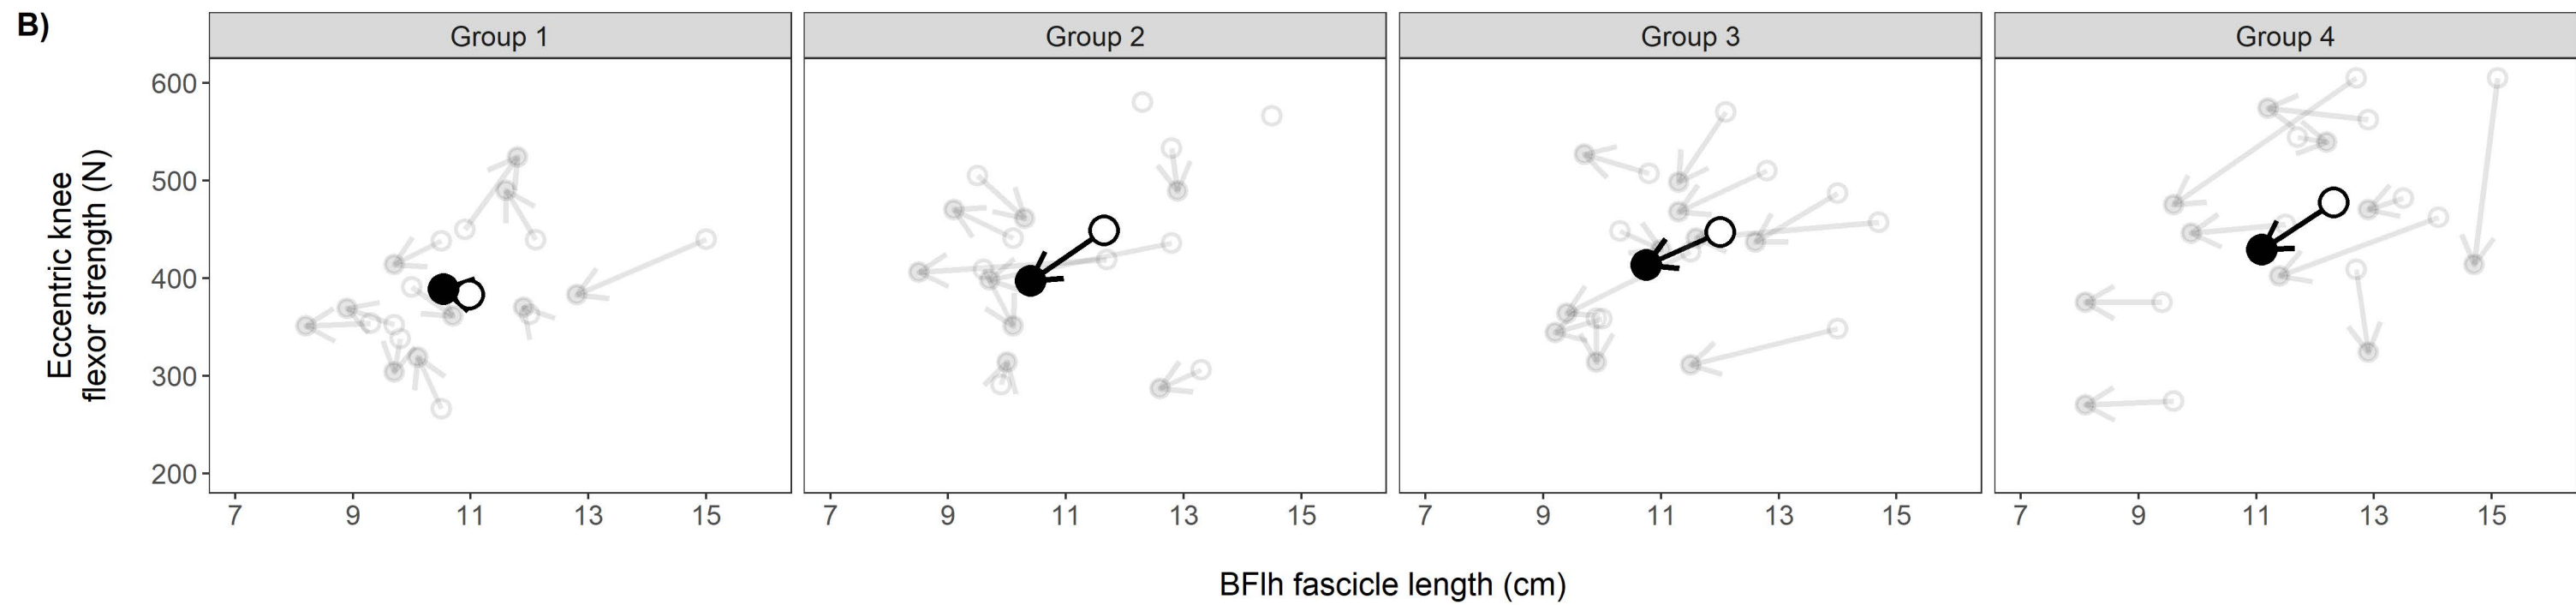 B)
Group 1
Group 2
Group 3
Group 4
Eccentric knee
flexor strength (N)
600
500
400
300
200
7 9 11 13 15
7 9 11 13 15
7 9 11 13 15
7 9 11 13 15
BFlh fascicle length (cm)